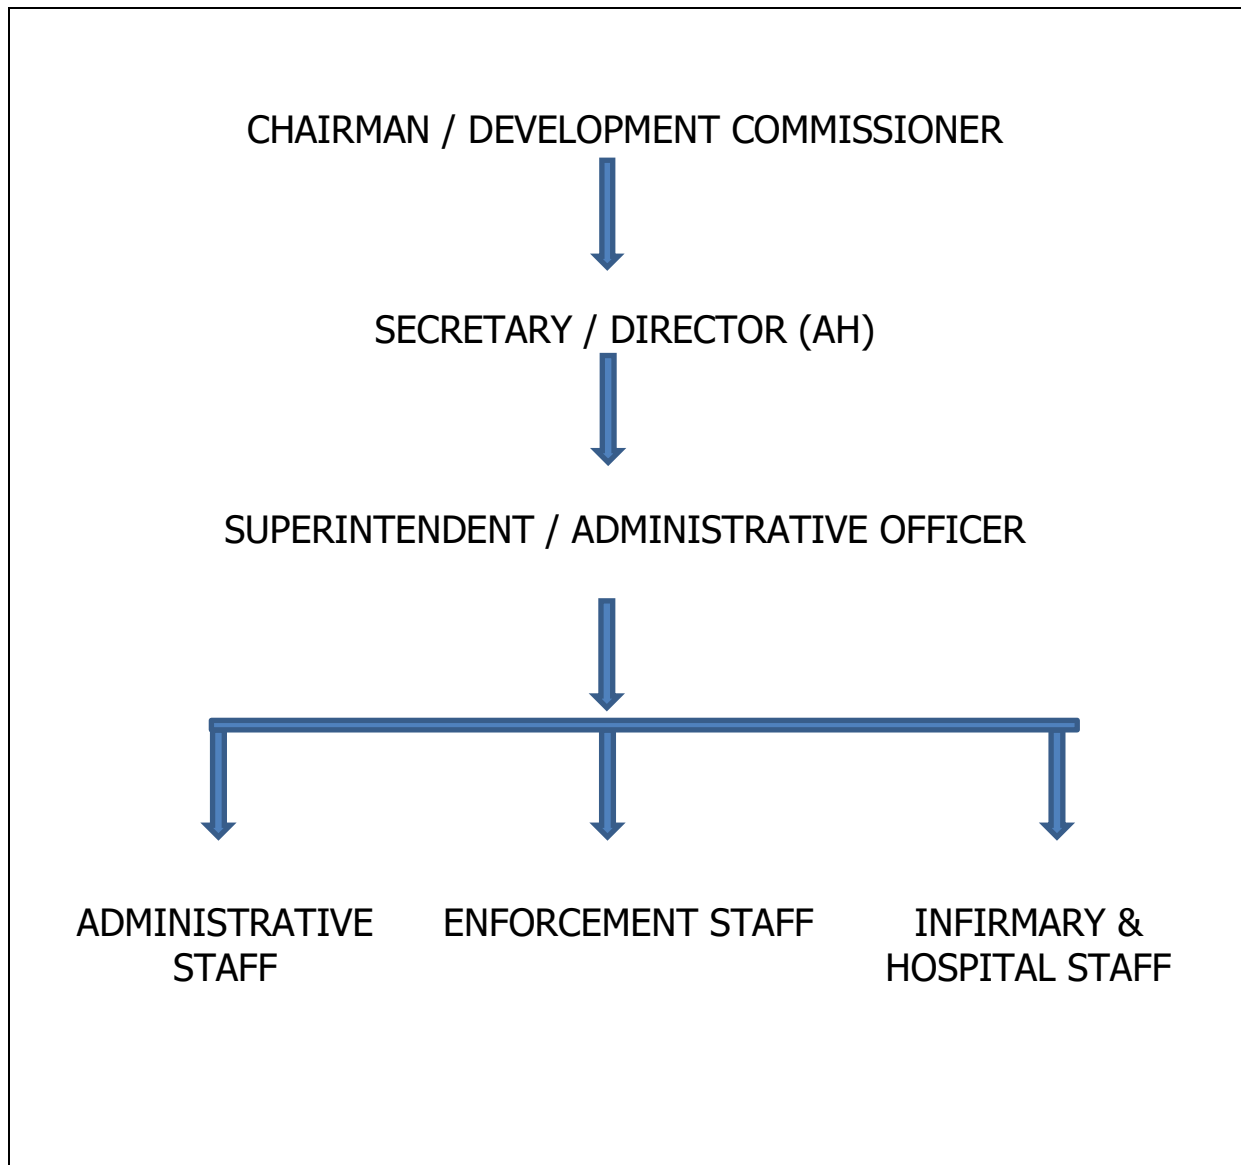 CHAIRMAN / DEVELOPMENT COMMISSIONER
SECRETARY / DIRECTOR (AH)
SUPERINTENDENT / ADMINISTRATIVE OFFICER
ADMINISTRATIVE
STAFF
ENFORCEMENT STAFF
INFIRMARY &
HOSPITAL STAFF